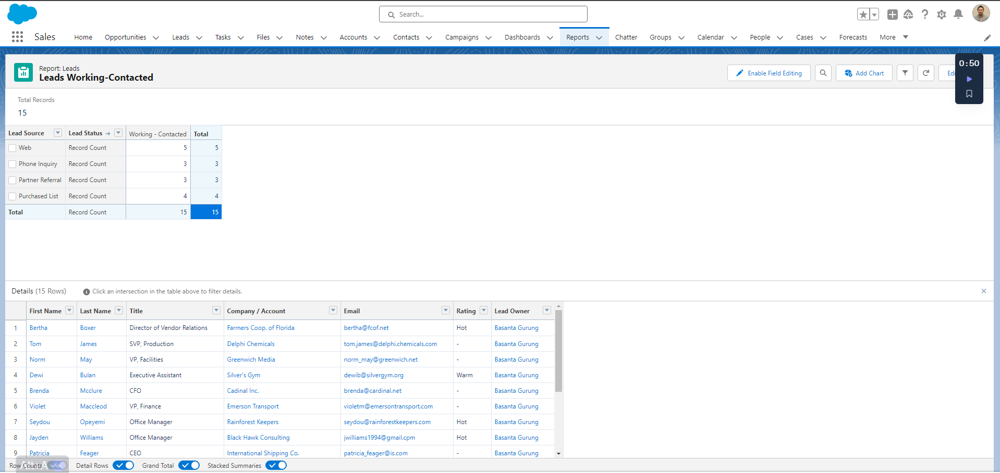 Search...
Sales Home Opportunities Leads Tasks Files Notes Accounts Contacts Campaigns Dashboards Reports Chatter Groups Calendar People Cases Forecasts More
Report: Leads
Leads Working-Contacted
Enable Field Editing Add Chart
0:50
Total Records
15
Lead Source Lead Status Working - Contacted Total
Web Record Count 5 5
Phone Inquiry Record Count 3 3
Partner Referral Record Count 3 3
Purchased List Record Count 4 4
Total Record Count 15 15
Details (15 Rows) Click an intersection in the table above to filter details.
First Name Last Name Title Company / Account Email Rating Lead Owner
1 Bertha Boxer Director of Vendor Relations Farmers Coop. of Florida bertha@fcof.net Hot Basanta Gurung
2 Tom James SVP, Production Delphi Chemicals tom.james@delphi.chemicals.com - Basanta Gurung
3 Norm May VP, Facilities Greenwich Media norm_may@greenwich.net - Basanta Gurung
4 Dewi Bulan Executive Assistant Silver's Gym dewib@silvergym.org Warm Basanta Gurung
5 Brenda Mcclure CFO Cadinal Inc. brenda@cardinal.net - Basanta Gurung
6 Violet Maccleod VP, Finance Emerson Transport violetm@emersontransport.com - Basanta Gurung
7 Seydou Opeyemi Office Manager Rainforest Keepers seydou@rainforestkeepers.com Hot Basanta Gurung
8 Jayden Williams Office Manager Black Hawk Consulting jwilliams1994@gmail.cpm Hot Basanta Gurung
9 Patricia Feager CEO International Shipping Co. patricia_feager@is.com - Basanta Gurung
Row Counts Detail Rows Grand Total Stacked Summaries